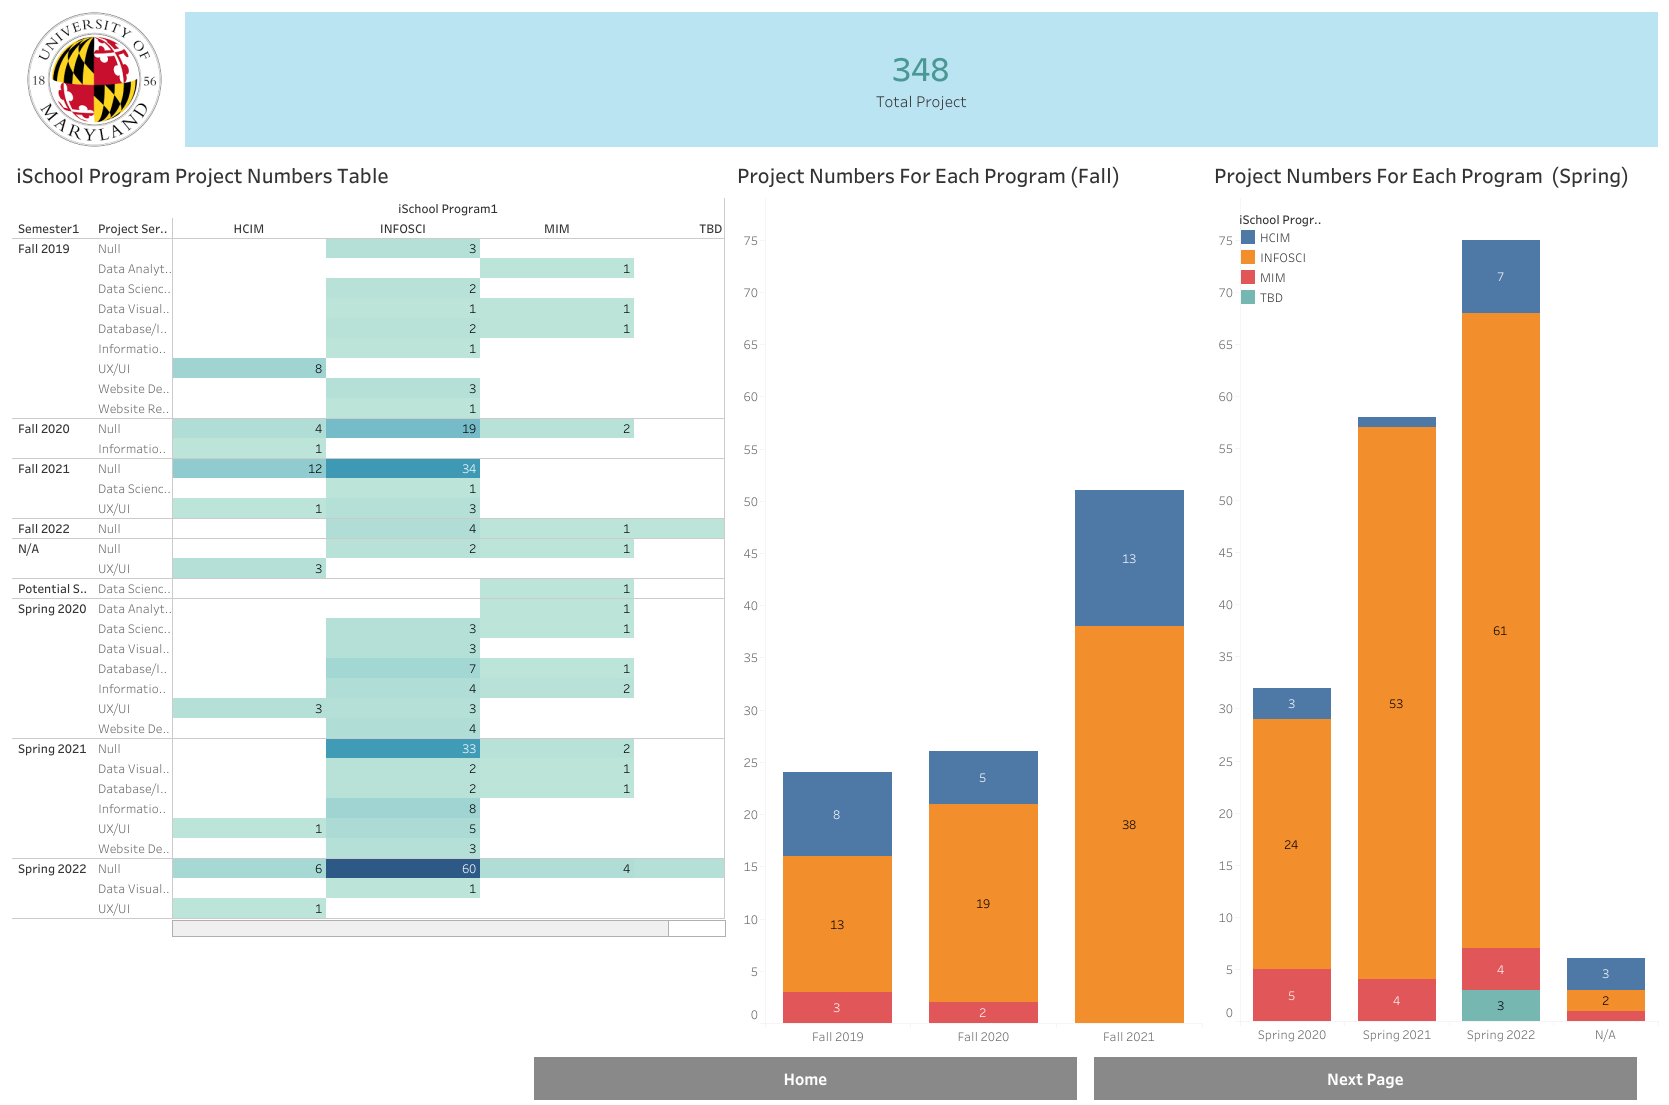 UNIVERSITY OF
18 56
MARYLAND
348
Total Project
iSchool Program Project Numbers Table
iSchool Program1
Semester1 Project Ser.. HCIM INFOSCI MIM TBD
Fall 2019 Null 3
Data Analyt.. 1
Data Scienc.. 2
Data Visual.. 1 1
Database/I.. 2 1
Informatio.. 1
UX/UI 8
Website De.. 3
Website Re.. 1
Fall 2020 Null 4 19 2
Informatio.. 1
Fall 2021 Null 12 34
Data Scienc.. 1
UX/UI 1 3
Fall 2022 Null 4 1
N/A Null 2 1
UX/UI 3
Potential S.. Data Scienc.. 1
Spring 2020 Data Analyt.. 1
Data Scienc.. 3 1
Data Visual.. 3
Database/I.. 7 1
Informatio.. 4 2
UX/UI 3 3
Website De.. 4
Spring 2021 Null 33 2
Data Visual.. 2 1
Database/I.. 2 1
Informatio.. 8
UX/UI 1 5
Website De.. 3
Spring 2022 Null 6 60 4
Data Visual.. 1
UX/UI 1
Project Numbers For Each Program (Fall)
75
70
65
60
55
50
45
40
35
30
25
20
15
10
5
0
8
13
3
5
19
2
13
38
Fall 2019 Fall 2020 Fall 2021
Project Numbers For Each Program (Spring)
iSchool Progr..
HCIM
INFOSCI
MIM
TBD
75
70
65
60
55
50
45
40
35
30
25
20
15
10
5
0
3
24
5
53
4
7
61
4
3
3
2
Spring 2020 Spring 2021 Spring 2022 N/A
Home
Next Page